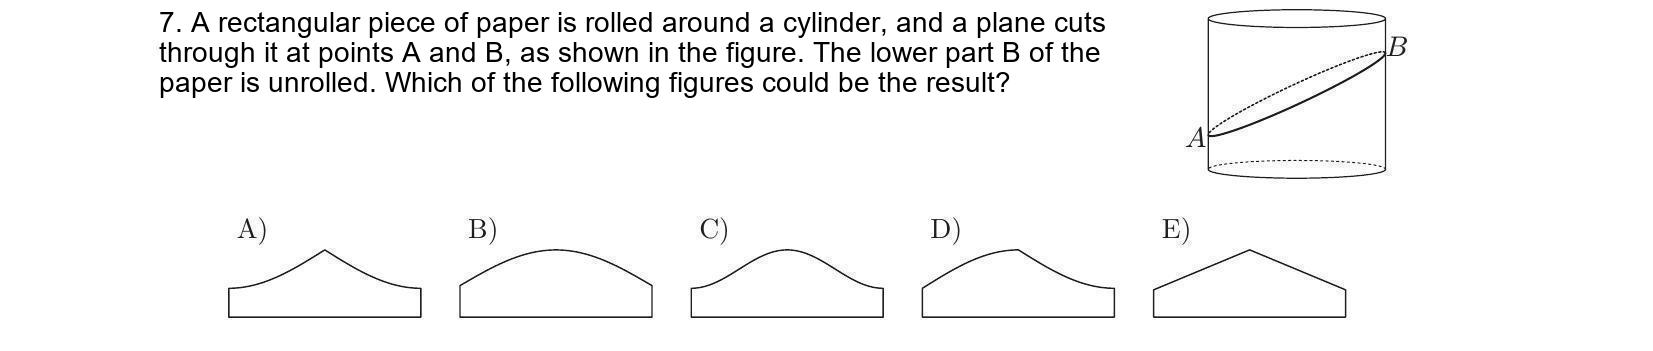 7. A rectangular piece of paper is rolled around a cylinder, and a plane cuts
through it at points A and B, as shown in the figure. The lower part B of the
paper is unrolled. Which of the following figures could be the result?
B
A
A)
B)
C)
D)
E)